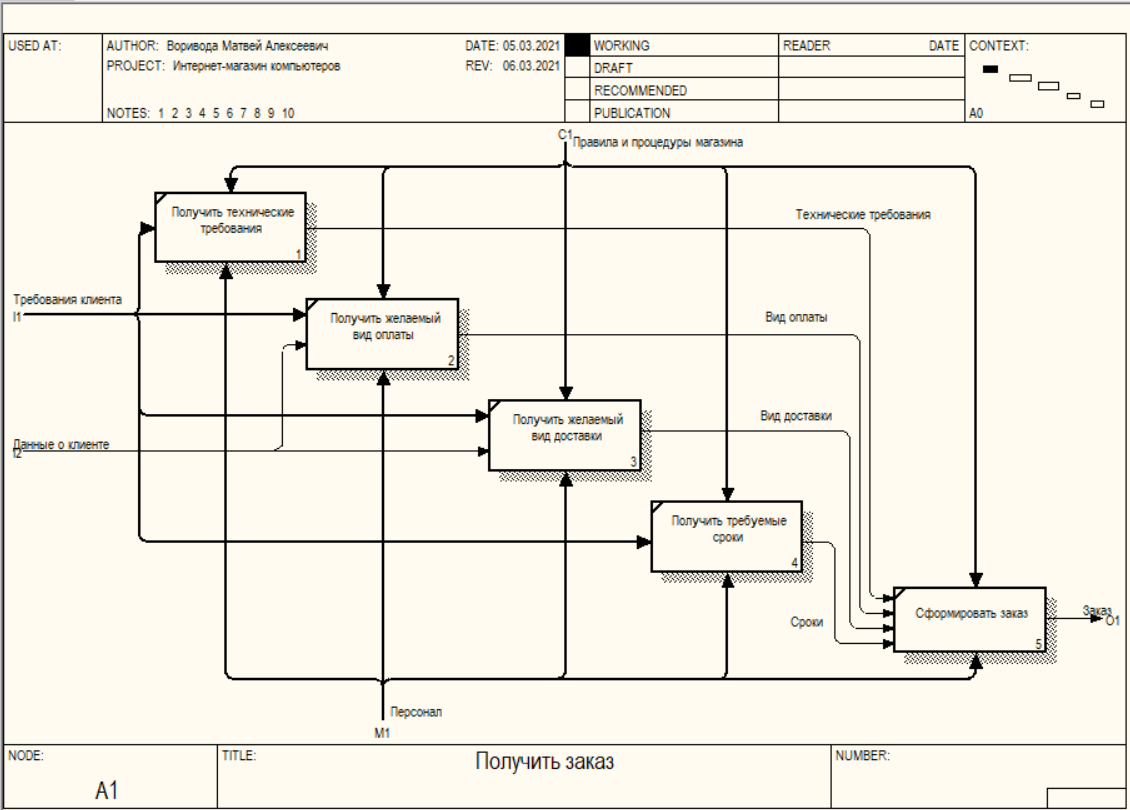 USED AT:
AUTHOR: Воривода Матвей Алексеевич
DATE: 05.03.2021
PROJECT: Интернет-магазин компьютеров
REV: 06.03.2021
NOTES: 1 2 3 4 5 6 7 8 9 10
WORKING
DRAFT
RECOMMENDED
PUBLICATION
READER
DATE
CONTEXT:
A0
C1
Правила и процедуры магазина
Получить технические
требования
1
Технические требования
Требования клиента
I1
Получить желаемый
вид оплаты
2
Вид оплаты
Данные о клиенте
I2
Получить желаемый
вид доставки
3
Вид доставки
Получить требуемые
сроки
4
Сроки
Сформировать заказ
5
Заказ
O1
Персонал
M1
NODE:
A1
TITLE:
Получить заказ
NUMBER: